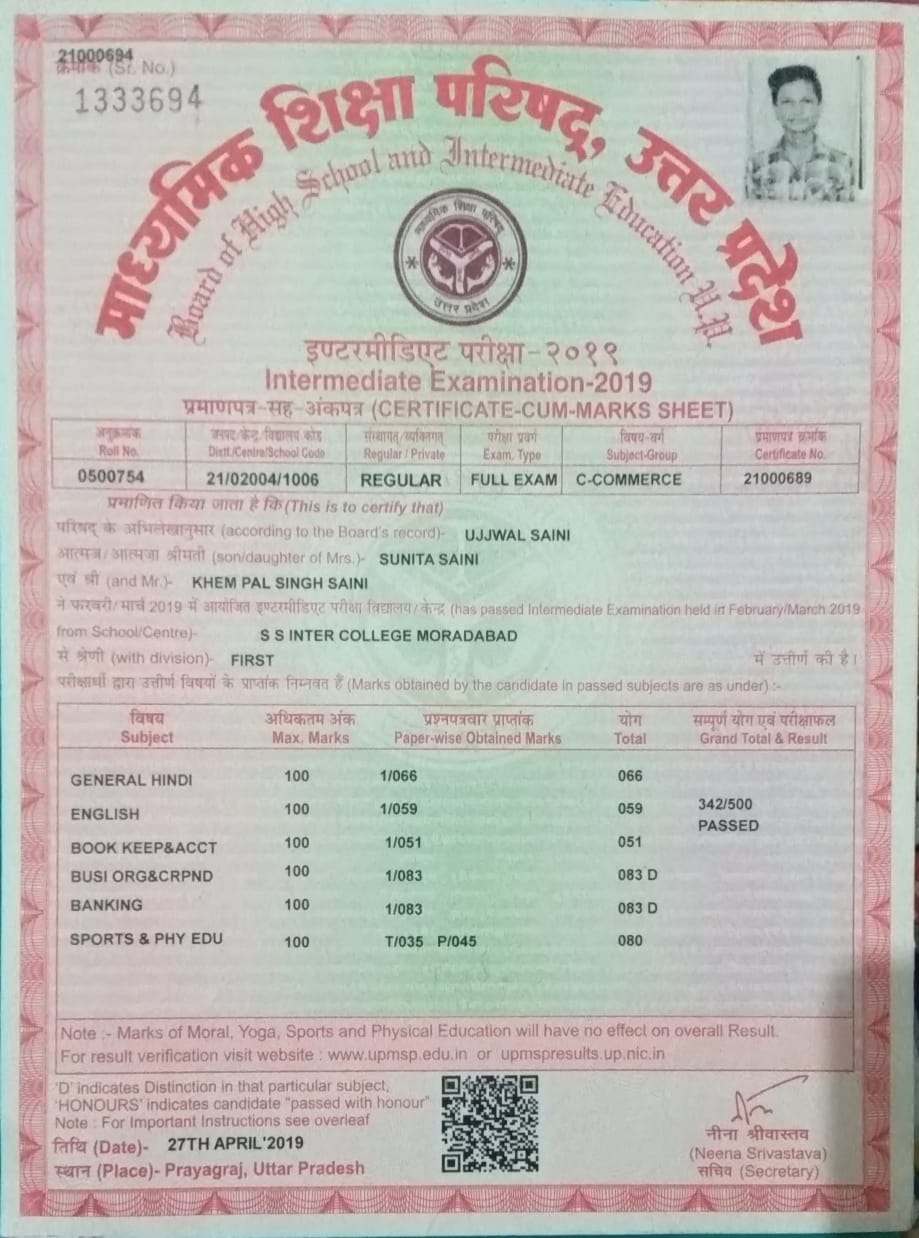 21000694
क्रमांक (Sr. No.)
1333694
माध्यमिक शिक्षा परिषद्, उत्तर प्रदेश
Board of High School and Intermediate Education U.P.
माध्यमिक शिक्षा परिषद
उत्तर प्रदेश
इण्टरमीडिएट परीक्षा-२०१९
Intermediate Examination-2019
प्रमाणपत्र-सह-अंकपत्र (CERTIFICATE-CUM-MARKS SHEET)
अनुक्रमांक जनपद/केन्द्र/विद्यालय कोड संस्थागत/व्यक्तिगत परीक्षा प्रवर्ग विषय-वर्ग प्रमाणपत्र क्रमांक
Roll No. Distt./Centre/School Code Regular / Private Exam. Type Subject-Group Certificate No.
0500754 21/02004/1006 REGULAR FULL EXAM C-COMMERCE 21000689
प्रमाणित किया जाता है कि (This is to certify that)
परिषद् के अभिलेखानुसार (according to the Board's record)- UJJWAL SAINI
आत्मज/आत्मजा श्रीमती (son/daughter of Mrs.)- SUNITA SAINI
एवं श्री (and Mr.)- KHEM PAL SINGH SAINI
ने फरवरी/मार्च 2019 में आयोजित इण्टरमीडिएट परीक्षा विद्यालय/केन्द्र (has passed Intermediate Examination held in February/March 2019
from School/Centre)- S S INTER COLLEGE MORADABAD
से श्रेणी (with division)- FIRST में उत्तीर्ण की है।
परीक्षार्थी द्वारा उत्तीर्ण विषयों के प्राप्तांक निम्नवत हैं (Marks obtained by the candidate in passed subjects are as under) :-
विषय अधिकतम अंक प्रश्नपत्रवार प्राप्तांक योग सम्पूर्ण योग एवं परीक्षाफल
Subject Max. Marks Paper-wise Obtained Marks Total Grand Total & Result
GENERAL HINDI 100 1/066 066
ENGLISH 100 1/059 059 342/500
PASSED
BOOK KEEP&ACCT 100 1/051 051
BUSI ORG&CRPND 100 1/083 083 D
BANKING 100 1/083 083 D
SPORTS & PHY EDU 100 T/035 P/045 080
Note :- Marks of Moral, Yoga, Sports and Physical Education will have no effect on overall Result.
For result verification visit website : www.upmsp.edu.in or upmspresults.up.nic.in
'D' indicates Distinction in that particular subject,
'HONOURS' indicates candidate "passed with honour"
Note : For Important Instructions see overleaf
तिथि (Date)- 27TH APRIL'2019
स्थान (Place)- Prayagraj, Uttar Pradesh
नीना श्रीवास्तव
(Neena Srivastava)
सचिव (Secretary)